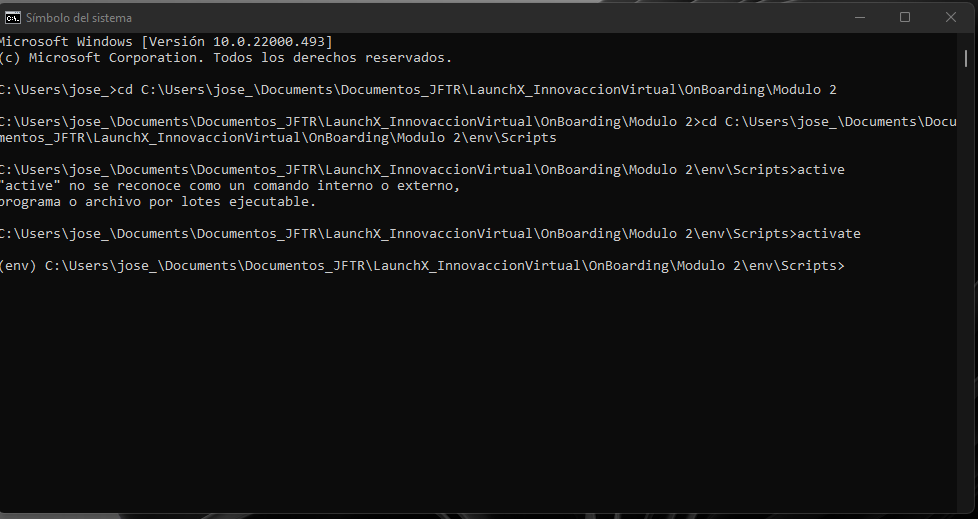 Símbolo del sistema
Microsoft Windows [Versión 10.0.22000.493]
(c) Microsoft Corporation. Todos los derechos reservados.
C:\Users\jose_>cd C:\Users\jose_\Documents\Documentos_JFTR\LaunchX_InnovaccionVirtual\OnBoarding\Modulo 2
C:\Users\jose_\Documents\Documentos_JFTR\LaunchX_InnovaccionVirtual\OnBoarding\Modulo 2>cd C:\Users\jose_\Documents\Docu
mentos_JFTR\LaunchX_InnovaccionVirtual\OnBoarding\Modulo 2\env\Scripts
C:\Users\jose_\Documents\Documentos_JFTR\LaunchX_InnovaccionVirtual\OnBoarding\Modulo 2\env\Scripts>active
"active" no se reconoce como un comando interno o externo,
programa o archivo por lotes ejecutable.
C:\Users\jose_\Documents\Documentos_JFTR\LaunchX_InnovaccionVirtual\OnBoarding\Modulo 2\env\Scripts>activate
(env) C:\Users\jose_\Documents\Documentos_JFTR\LaunchX_InnovaccionVirtual\OnBoarding\Modulo 2\env\Scripts>